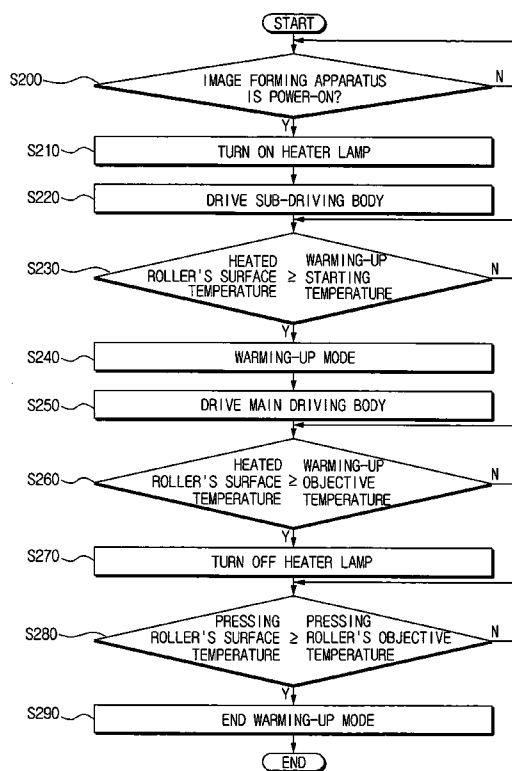 START
S200
IMAGE FORMING APPARATUS
IS POWER-ON?
N
Y
S210
TURN ON HEATER LAMP
S220
DRIVE SUB-DRIVING BODY
S230
HEATED WARMING-UP
ROLLER'S SURFACE ≥ STARTING
TEMPERATURE TEMPERATURE
N
Y
S240
WARMING-UP MODE
S250
DRIVE MAIN DRIVING BODY
S260
HEATED WARMING-UP
ROLLER'S SURFACE ≥ OBJECTIVE
TEMPERATURE TEMPERATURE
N
Y
S270
TURN OFF HEATER LAMP
S280
PRESSING PRESSING
ROLLER'S SURFACE ≥ ROLLER'S OBJECTIVE
TEMPERATURE TEMPERATURE
N
Y
S290
END WARMING-UP MODE
END